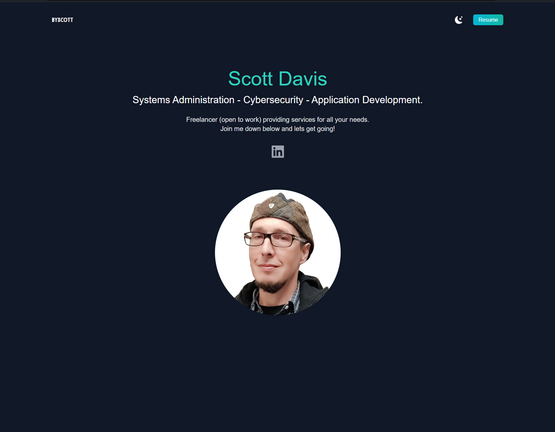 BYSCOTT
Resume
Scott Davis
Systems Administration - Cybersecurity - Application Development.
Freelancer (open to work) providing services for all your needs.
Join me down below and lets get going!
in